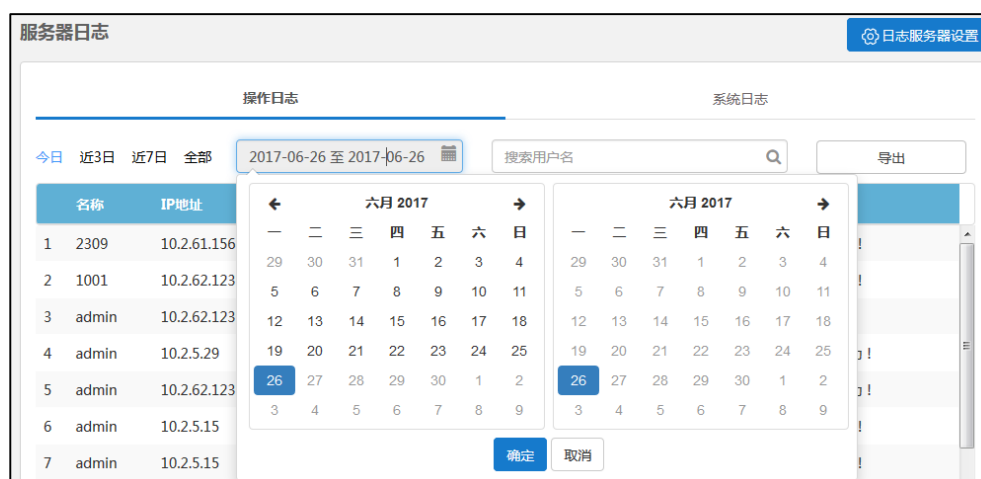 服务器日志
日志服务器设置
操作日志 系统日志
今日 近3日 近7日 全部 2017-06-26 至 2017-06-26 搜索用户名 导出
名称 IP地址
1 2309 10.2.61.156 !
2 1001 10.2.62.123 !
3 admin 10.2.62.123
4 admin 10.2.5.29 !
5 admin 10.2.62.123 !
6 admin 10.2.5.15 !
7 admin 10.2.5.15 !
六月 2017
一 二 三 四 五 六 日
29 30 31 1 2 3 4
5 6 7 8 9 10 11
12 13 14 15 16 17 18
19 20 21 22 23 24 25
26 27 28 29 30 1 2
3 4 5 6 7 8 9
六月 2017
一 二 三 四 五 六 日
29 30 31 1 2 3 4
5 6 7 8 9 10 11
12 13 14 15 16 17 18
19 20 21 22 23 24 25
26 27 28 29 30 1 2
3 4 5 6 7 8 9
确定 取消